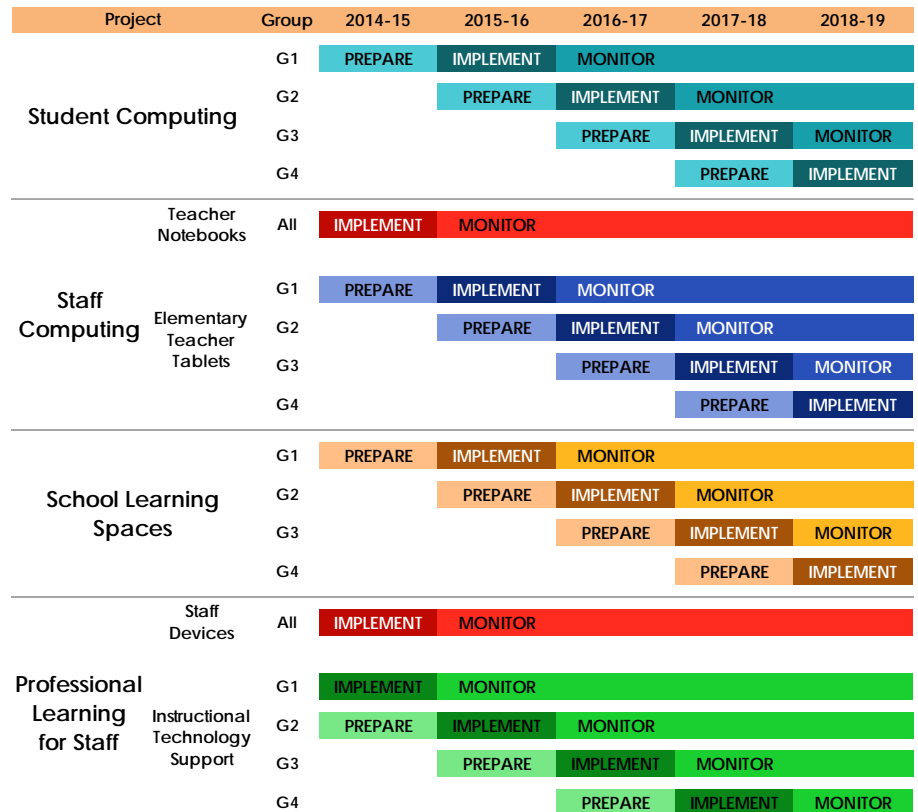 Project Group 2014-15 2015-16 2016-17 2017-18 2018-19
Student Computing
G1 PREPARE IMPLEMENT MONITOR
G2 PREPARE IMPLEMENT MONITOR
G3 PREPARE IMPLEMENT MONITOR
G4 PREPARE IMPLEMENT
Staff
Computing
Teacher
Notebooks
All IMPLEMENT MONITOR
Elementary
Teacher
Tablets
G1 PREPARE IMPLEMENT MONITOR
G2 PREPARE IMPLEMENT MONITOR
G3 PREPARE IMPLEMENT MONITOR
G4 PREPARE IMPLEMENT
School Learning
Spaces
G1 PREPARE IMPLEMENT MONITOR
G2 PREPARE IMPLEMENT MONITOR
G3 PREPARE IMPLEMENT MONITOR
G4 PREPARE IMPLEMENT
Professional
Learning
for Staff
Staff
Devices
All IMPLEMENT MONITOR
Instructional
Technology
Support
G1 IMPLEMENT MONITOR
G2 PREPARE IMPLEMENT MONITOR
G3 PREPARE IMPLEMENT MONITOR
G4 PREPARE IMPLEMENT MONITOR